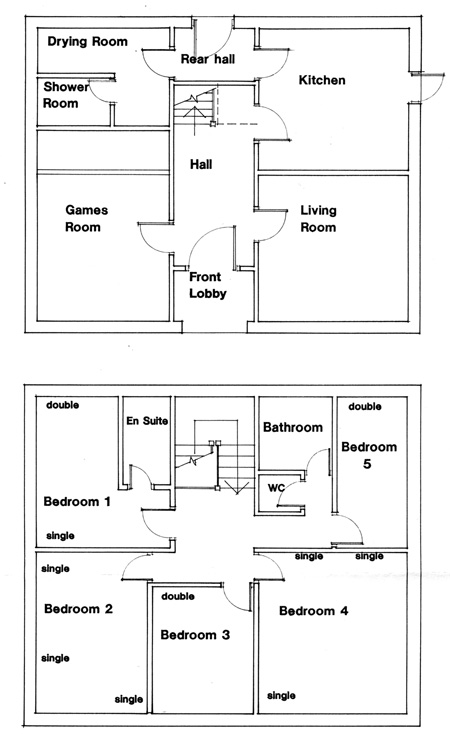 Drying Room
Rear hall
Kitchen
Shower
Room
Hall
Games
Room
Living
Room
Front
Lobby
double
double
En Suite
Bathroom
Bedroom
5
WC
Bedroom 1
single
single
single
single
Bedroom 2
double
Bedroom 4
Bedroom 3
single
single
single